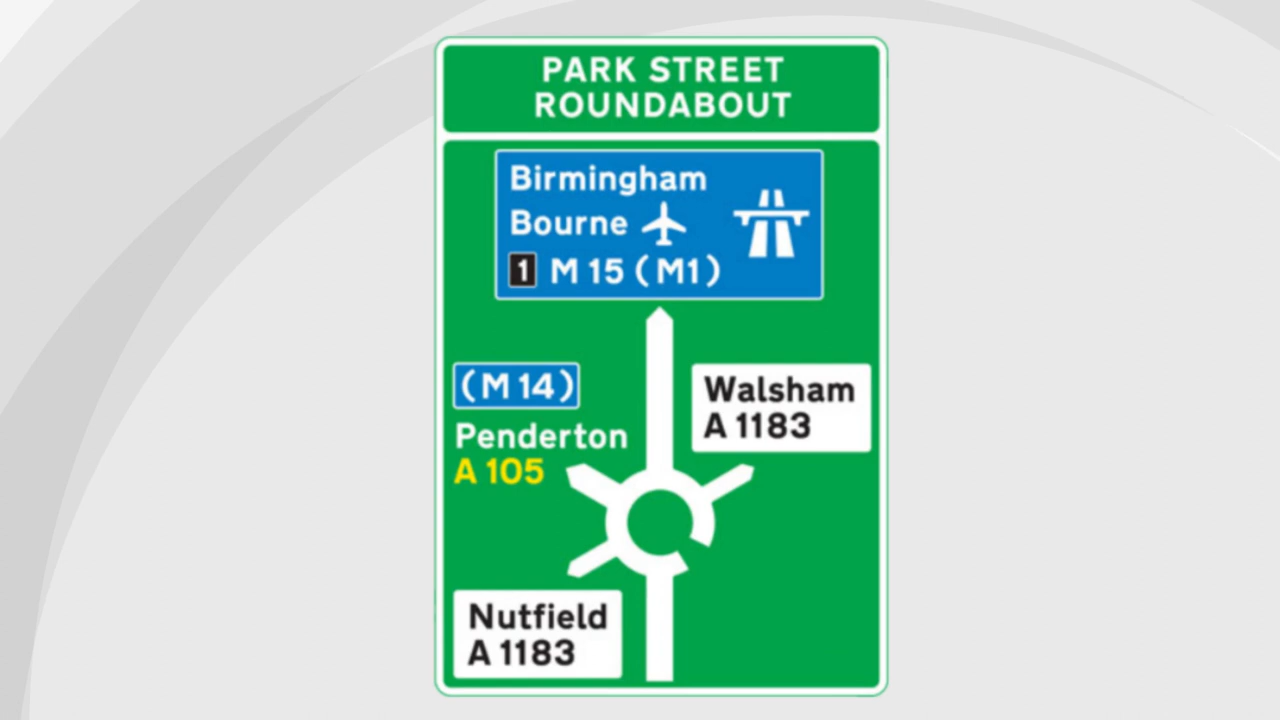 PARK STREET
ROUNDABOUT
Birmingham
Bourne
1 M 15 (M1)
(M 14)
Penderton
A 105
Walsham
A 1183
Nutfield
A 1183